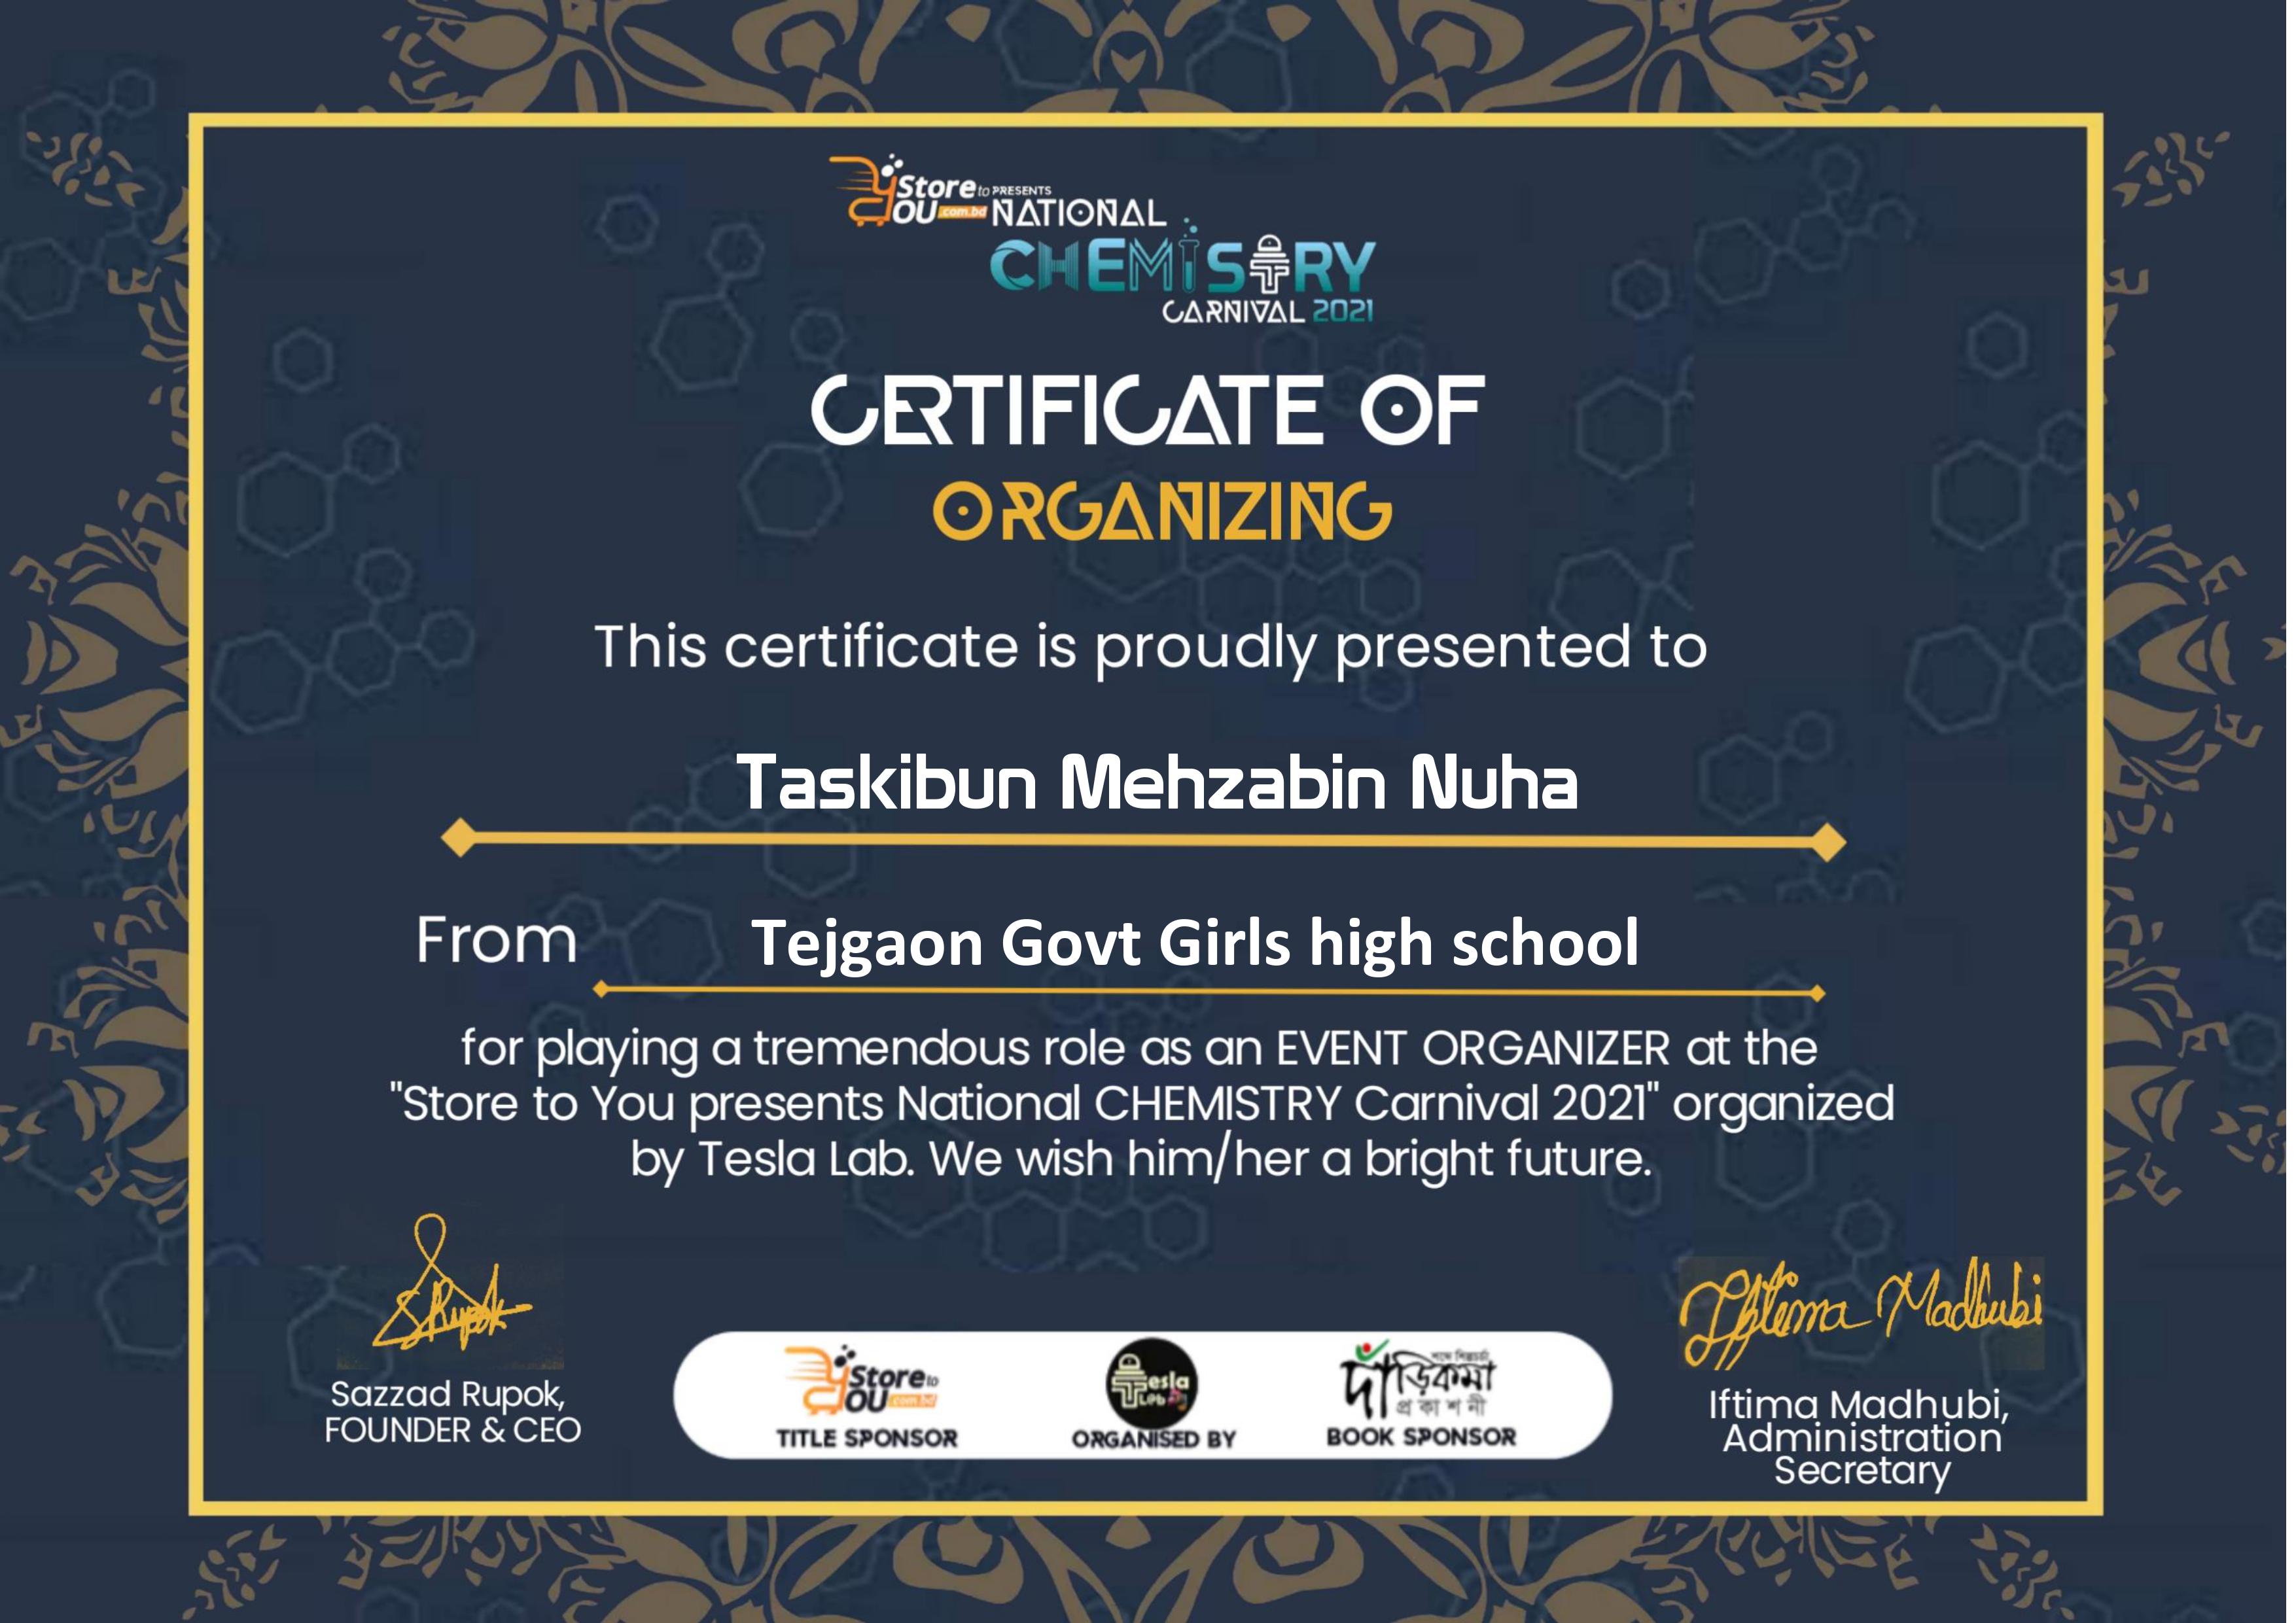 Store to PRESENTS
YOU .com.bd NATIONAL
CHEMISTRY
CARNIVAL 2021
CERTIFICATE OF
ORGANIZING
This certificate is proudly presented to
Taskibun Mehzabin Nuha
From Tejgaon Govt Girls high school
for playing a tremendous role as an EVENT ORGANIZER at the
"Store to You presents National CHEMISTRY Carnival 2021" organized
by Tesla Lab. We wish him/her a bright future.
SRupok
Iftima Madhubi
Sazzad Rupok,
FOUNDER & CEO
Store to
YOU .com.bd
TITLE SPONSOR
Tesla
Lab
ORGANISED BY
দাঁড়িকমা
প্রকাশনী
BOOK SPONSOR
Iftima Madhubi,
Administration
Secretary